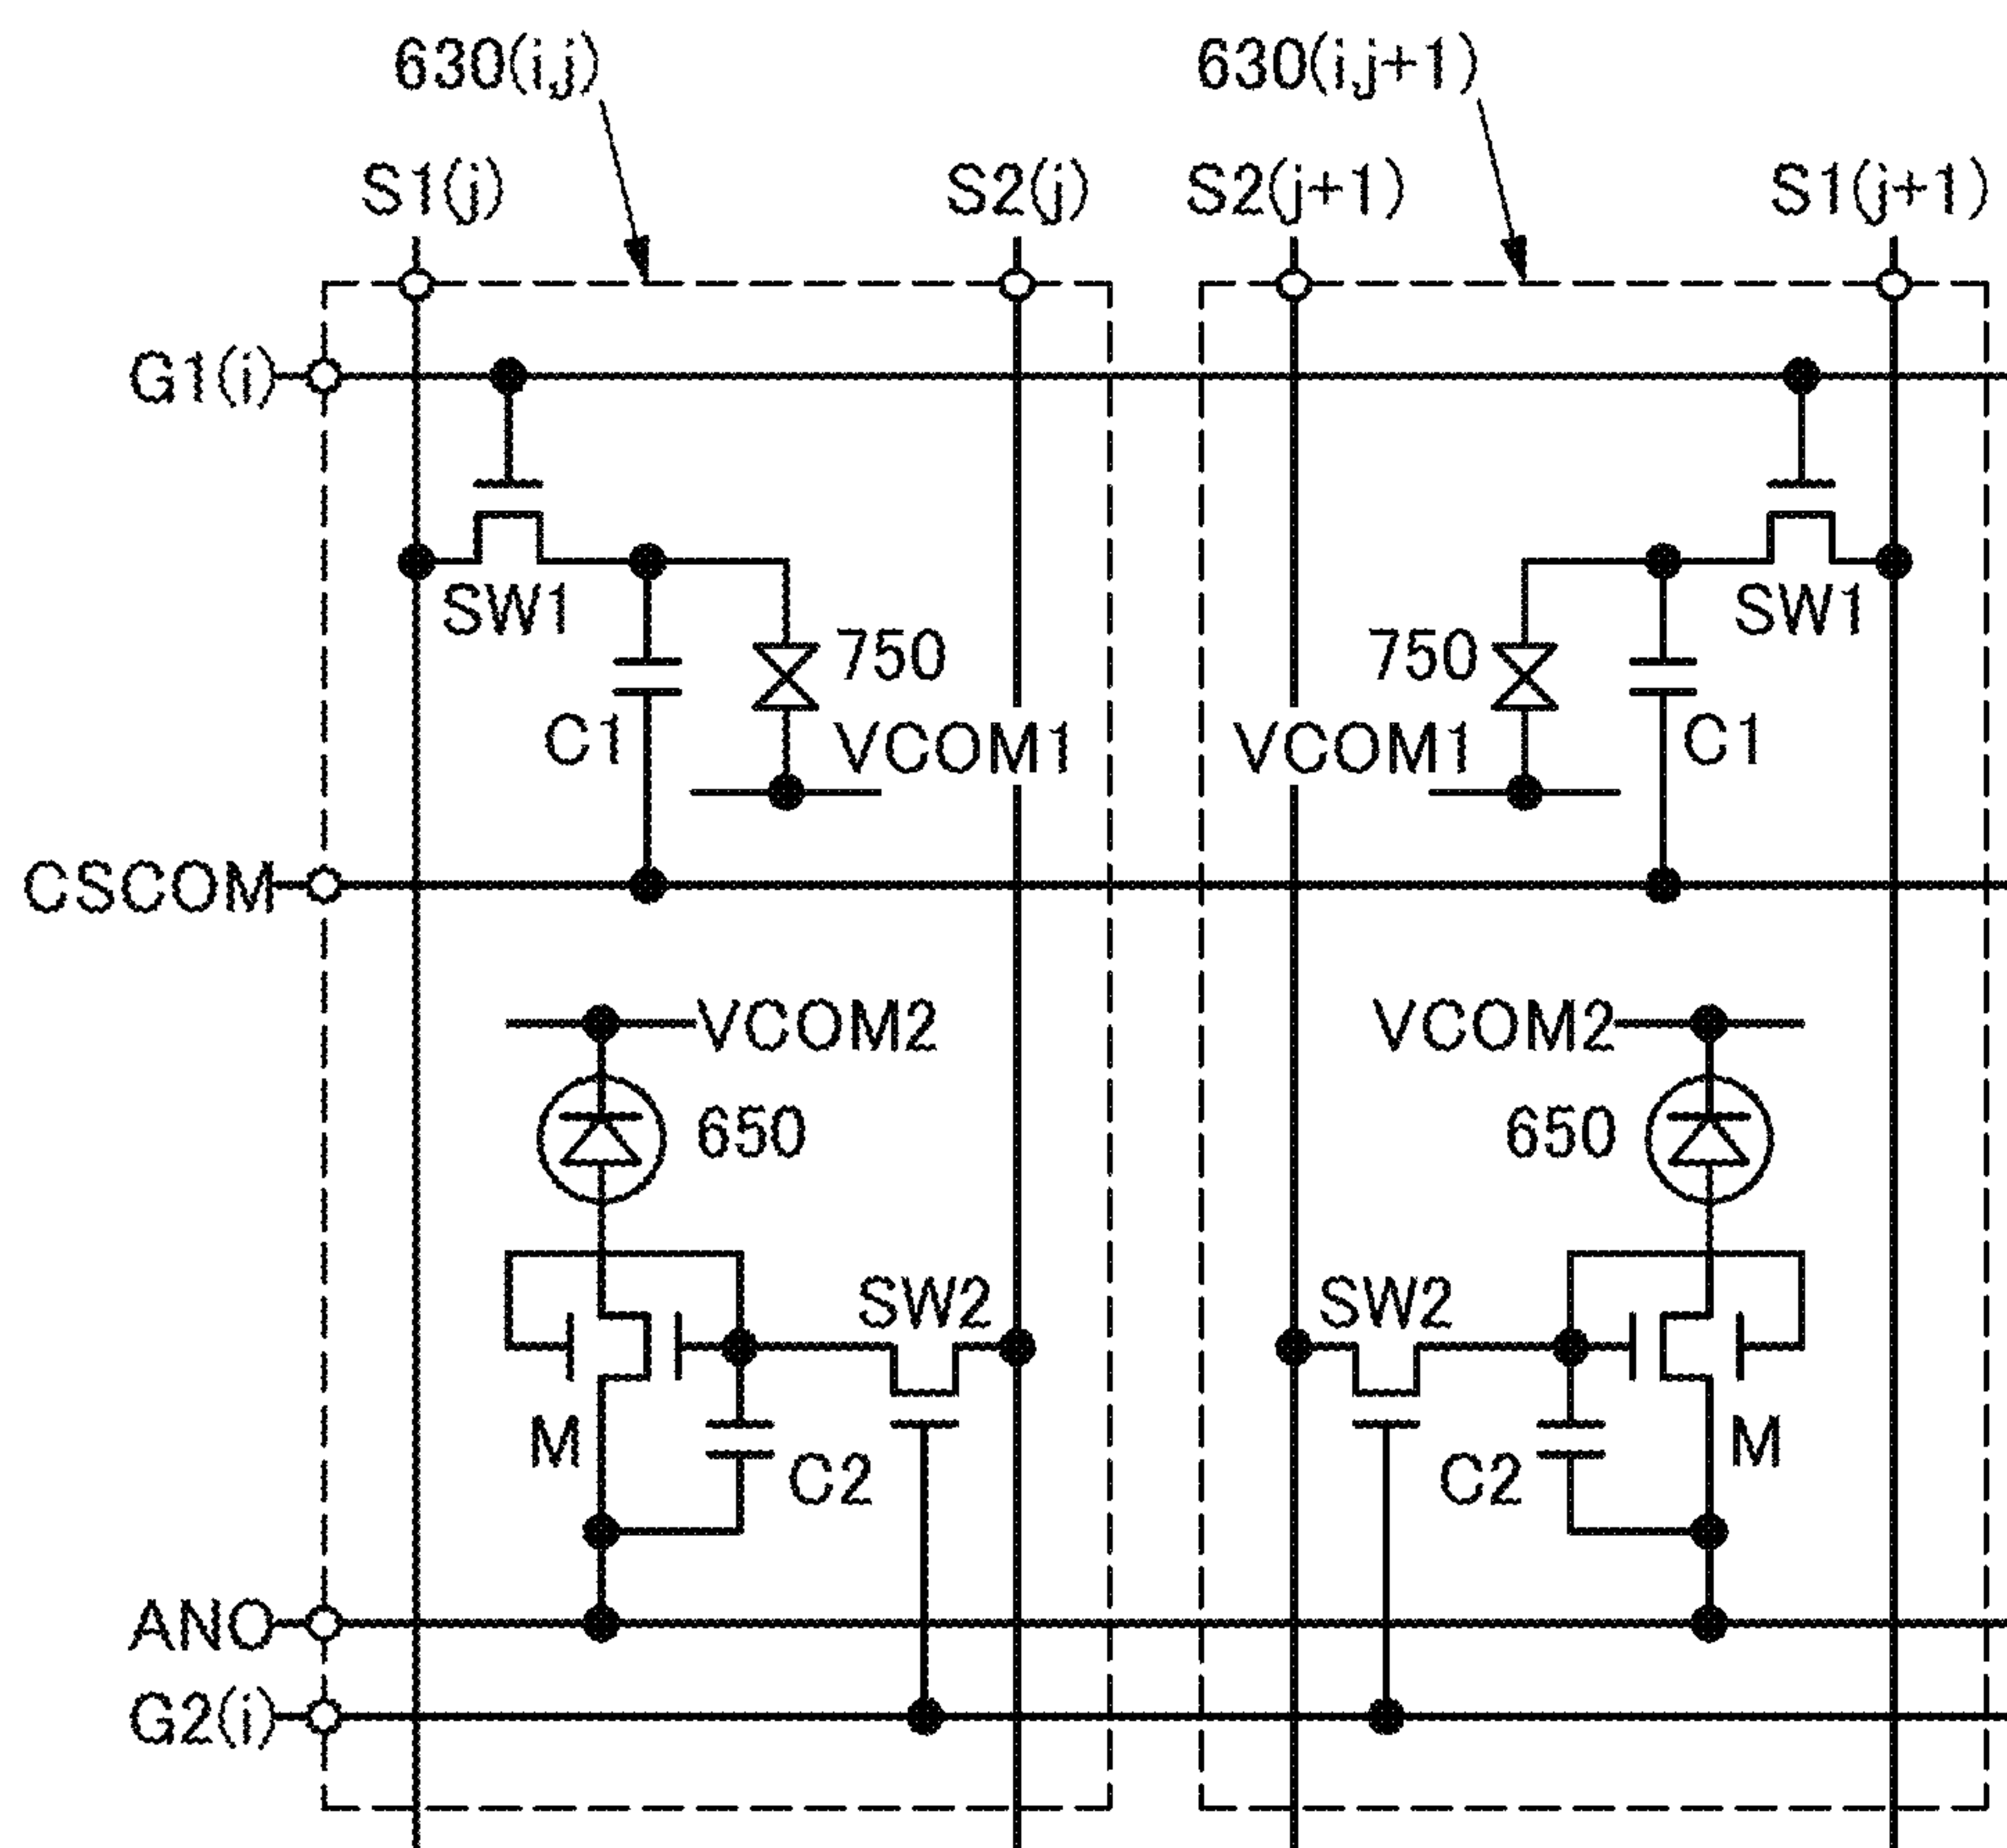 630(i,j) 630(i,j+1)
S1(j) S2(j) S2(j+1) S1(j+1)
G1(i)
SW1 SW1
750 750
C1 VCOM1 VCOM1 C1
CSCOM
VCOM2 VCOM2
650 650
SW2 SW2
M C2 C2 M
ANO
G2(i)